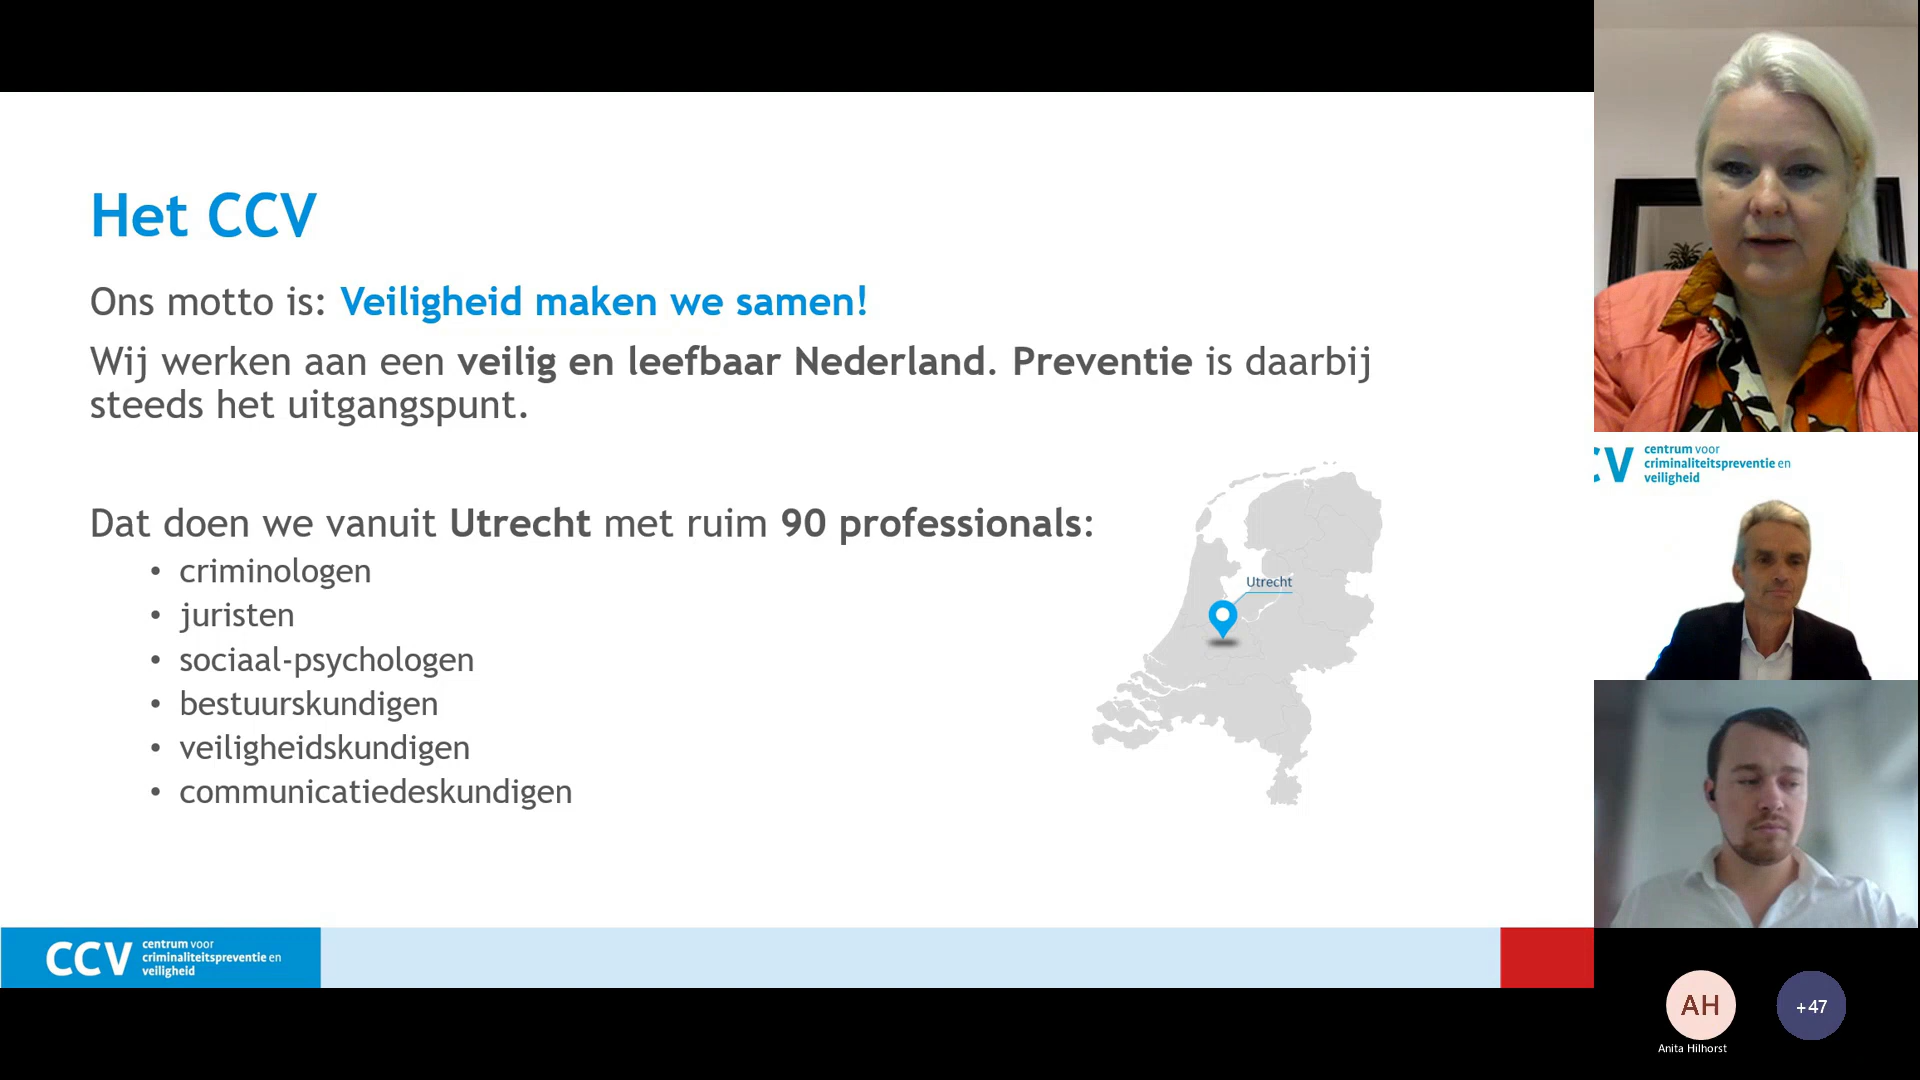 Het CCV
Ons motto is: Veiligheid maken we samen!
Wij werken aan een veilig en leefbaar Nederland. Preventie is daarbij
steeds het uitgangspunt.
Dat doen we vanuit Utrecht met ruim 90 professionals:
• criminologen
• juristen
• sociaal-psychologen
• bestuurskundigen
• veiligheidskundigen
• communicatiedeskundigen
Utrecht
CCV
centrum voor
criminaliteitspreventie en
veiligheid
CV
centrum voor
criminaliteitspreventie en
veiligheid
AH
Anita Hilhorst
+47